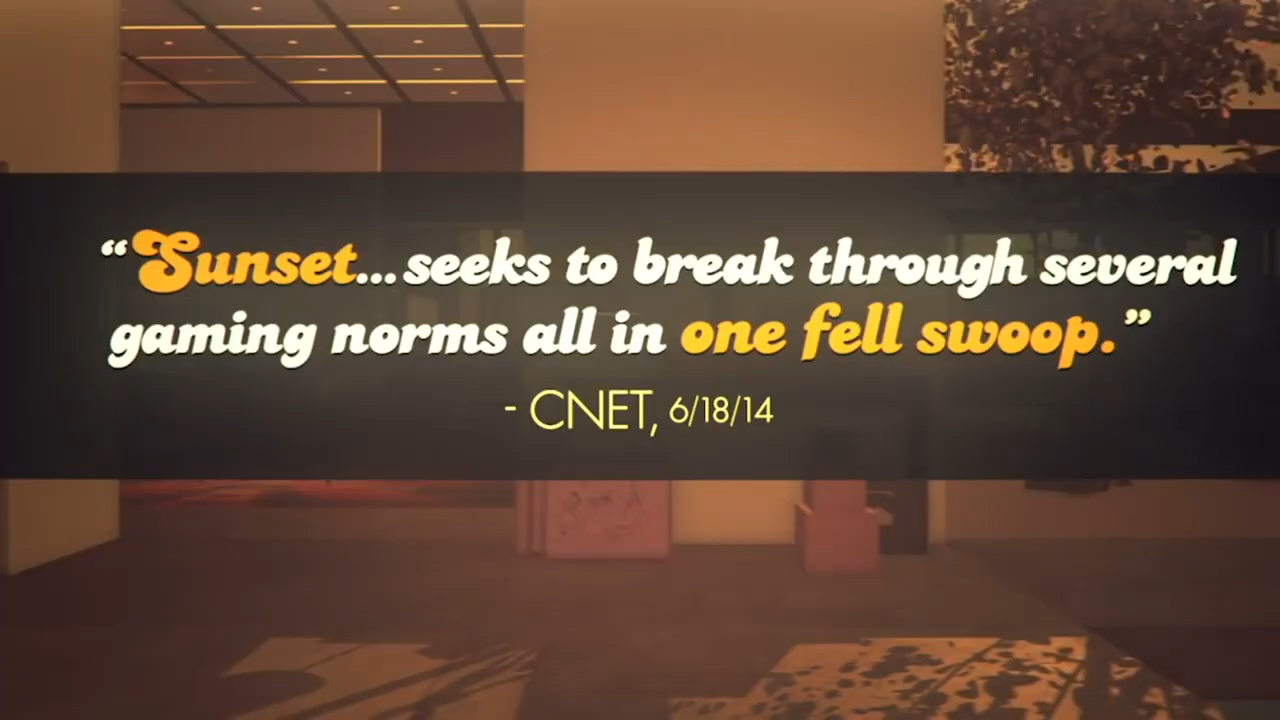 “Sunset...seeks to break through several
gaming norms all in one fell swoop.”
- CNET, 6/18/14